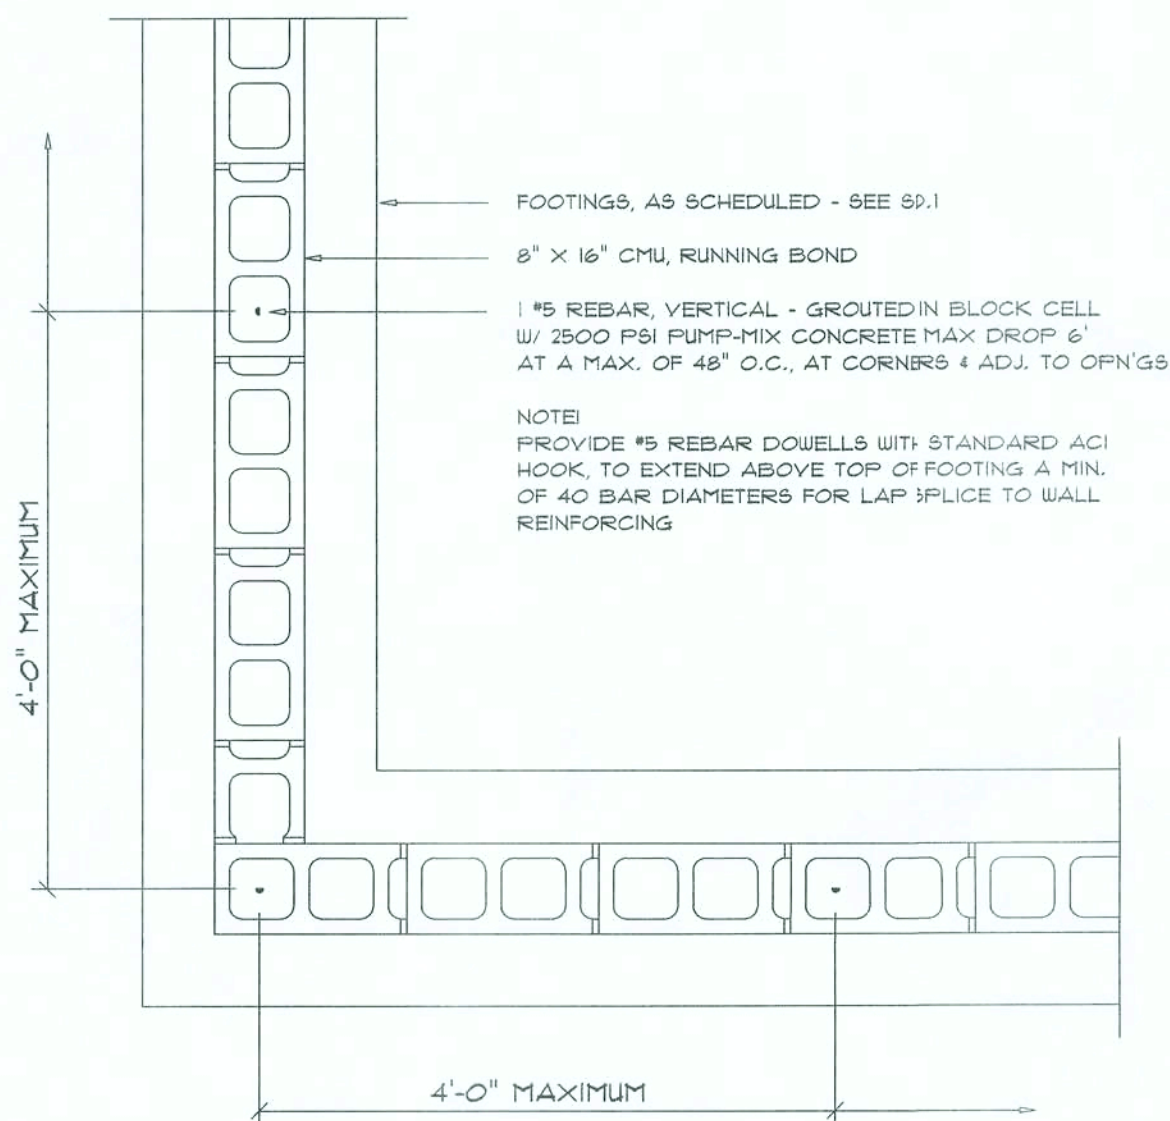 FOOTINGS, AS SCHEDULED - SEE SD.1
8" X 16" CMU, RUNNING BOND
1 #5 REBAR, VERTICAL - GROUTED IN BLOCK CELL
W/ 2500 PSI PUMP-MIX CONCRETE MAX DROP 6'
AT A MAX. OF 48" O.C., AT CORNERS & ADJ. TO OPN'GS
NOTE!
PROVIDE #5 REBAR DOWELLS WITH STANDARD ACI
HOOK, TO EXTEND ABOVE TOP OF FOOTING A MIN.
OF 40 BAR DIAMETERS FOR LAP SPLICE TO WALL
REINFORCING
4'-0" MAXIMUM
4'-0" MAXIMUM